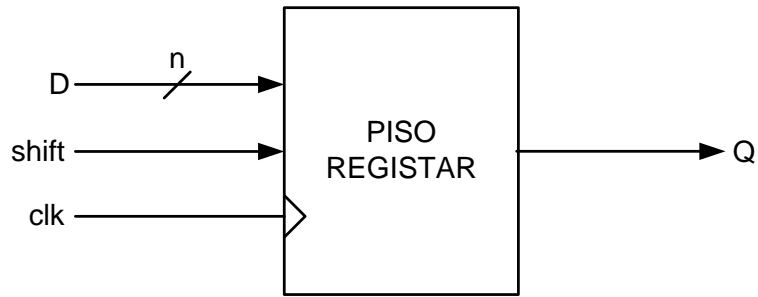 n
D
shift
clk
PISO
REGISTAR
Q